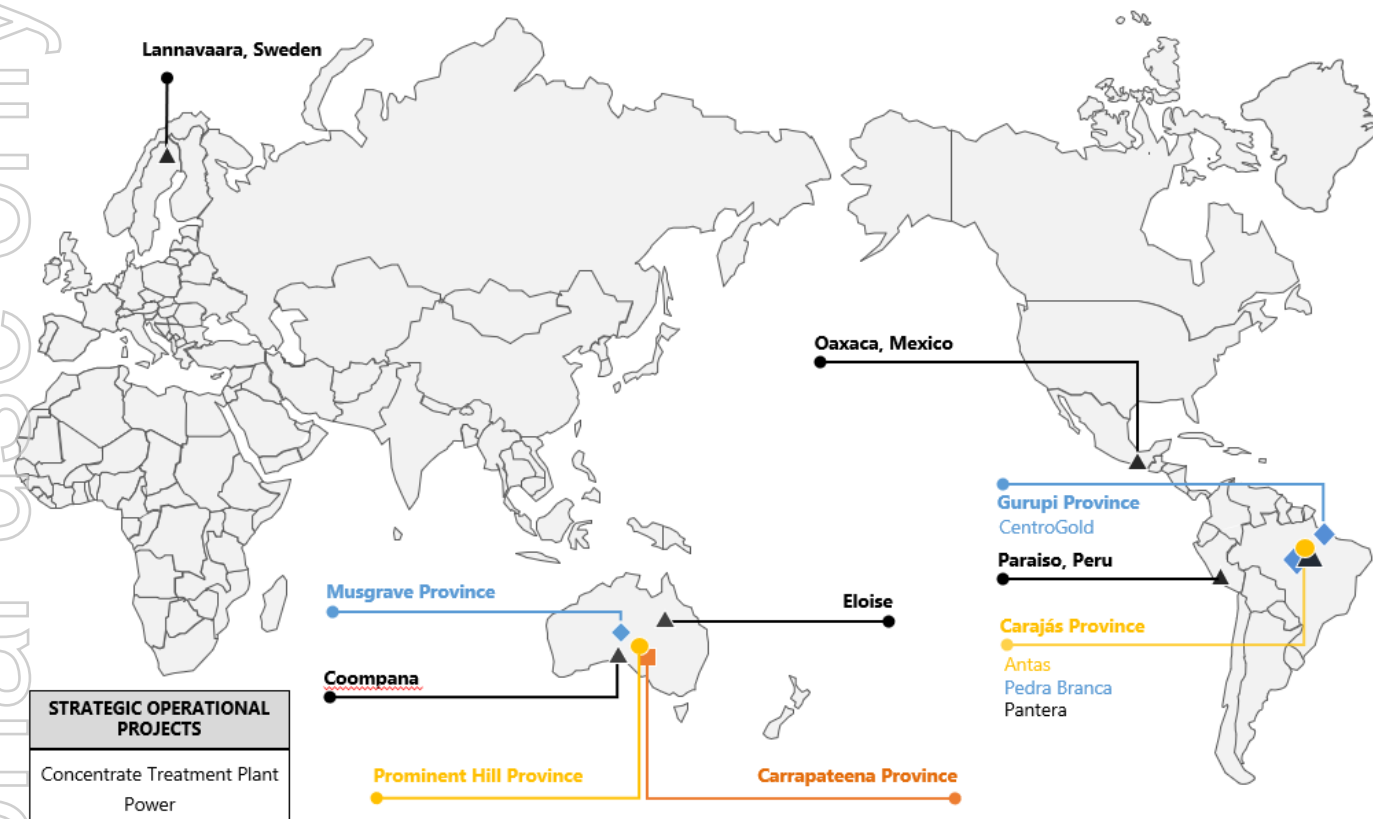 Lannavaara, Sweden
Oaxaca, Mexico
Gurupi Province
CentroGold
Paraiso, Peru
Musgrave Province
Eloise
Carajás Province
Antas
Pedra Branca
Pantera
Coompana
STRATEGIC OPERATIONAL
PROJECTS
Concentrate Treatment Plant
Power
Prominent Hill Province
Carrapateena Province